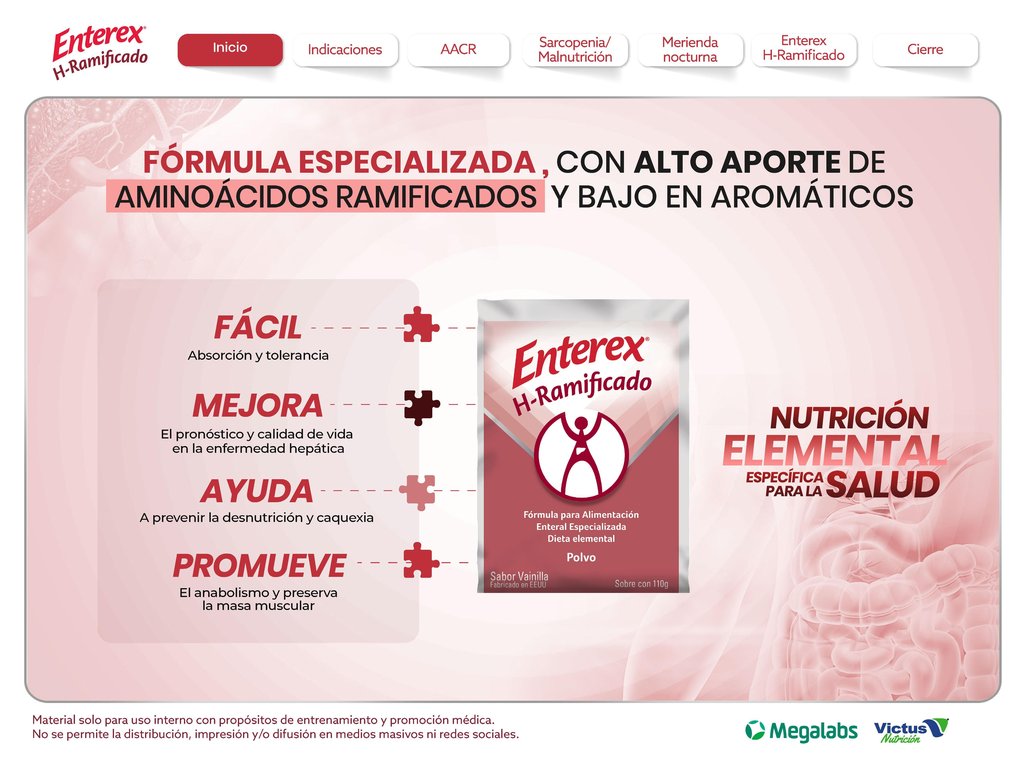 Enterex®
H-Ramificado
Inicio
Indicaciones
AACR
Sarcopenia/
Malnutrición
Merienda
nocturna
Enterex
H-Ramificado
Cierre
FÓRMULA ESPECIALIZADA , CON ALTO APORTE DE
AMINOÁCIDOS RAMIFICADOS Y BAJO EN AROMÁTICOS
FÁCIL
Absorción y tolerancia
MEJORA
El pronóstico y calidad de vida
en la enfermedad hepática
AYUDA
A prevenir la desnutrición y caquexia
PROMUEVE
El anabolismo y preserva
la masa muscular
Enterex®
H-Ramificado
Fórmula para Alimentación
Enteral Especializada
Dieta elemental
Polvo
Sabor Vainilla
Fabricado en EEUU
Sobre con 110g
NUTRICIÓN
ELEMENTAL
ESPECÍFICA
PARA LA SALUD
Material solo para uso interno con propósitos de entrenamiento y promoción médica.
No se permite la distribución, impresión y/o difusión en medios masivos ni redes sociales.
Megalabs
Victus
Nutrición